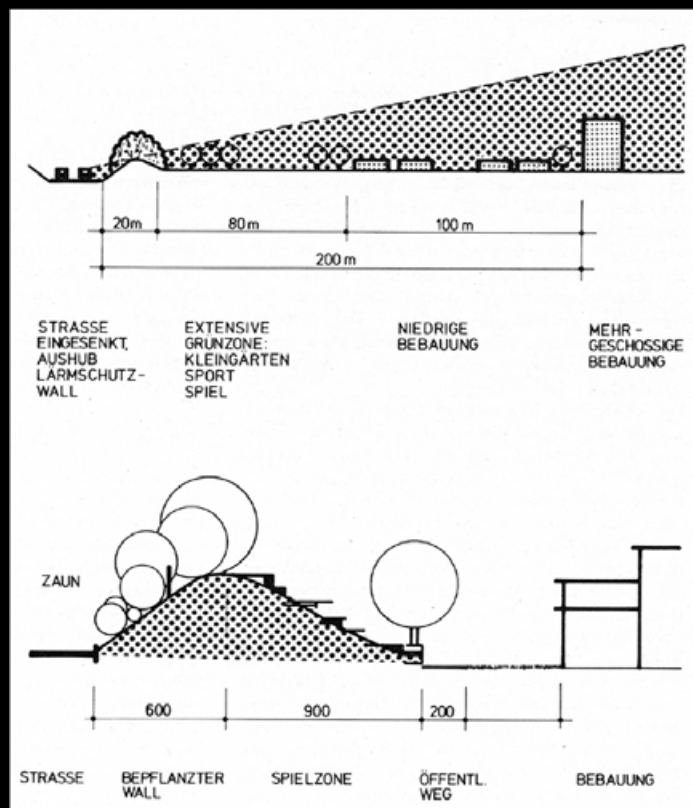 20m
80m
100m
200m
STRASSE
EINGESENKT,
AUSHUB
LÄRMSCHUTZ-
WALL
EXTENSIVE
GRÜNZONE:
KLEINGÄRTEN
SPORT
SPIEL
NIEDRIGE
BEBAUUNG
MEHR-
GESCHOSSIGE
BEBAUUNG
ZAUN
600
900
200
STRASSE
BEPFLANZTER
WALL
SPIELZONE
ÖFFENTL.
WEG
BEBAUUNG